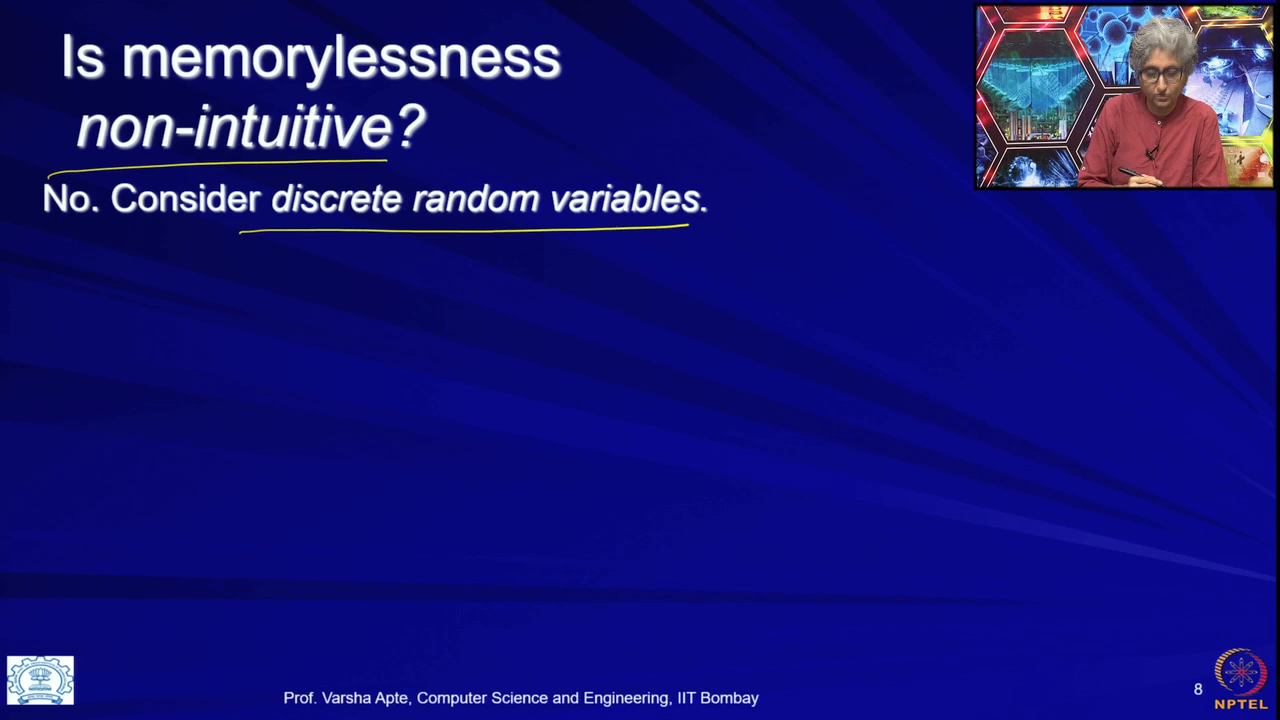 Is memorylessness
non-intuitive?
No. Consider discrete random variables.
Prof. Varsha Apte, Computer Science and Engineering, IIT Bombay
8
NPTEL